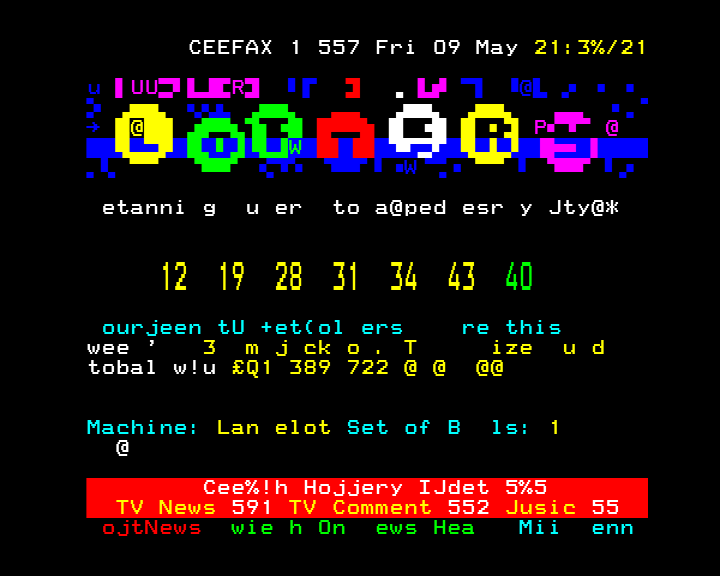 CEEFAX 1 557 Fri 09 May 21:3%/21
u UU R @
@ P @
W
W
etanni g u er to a@ped esr y Jty@*
12 19 28 31 34 43 40
ourjeen tU +et(ol ers re this
wee ' 3 m j ck o . T ize u d
tobal w!u £Q1 389 722 @ @ @@
Machine: Lan elot Set of B ls: 1
@
Cee%!h Hojjery IJdet 5%5
TV News 591 TV Comment 552 Jusic 55
ojtNews wie h On ews Hea Mii enn